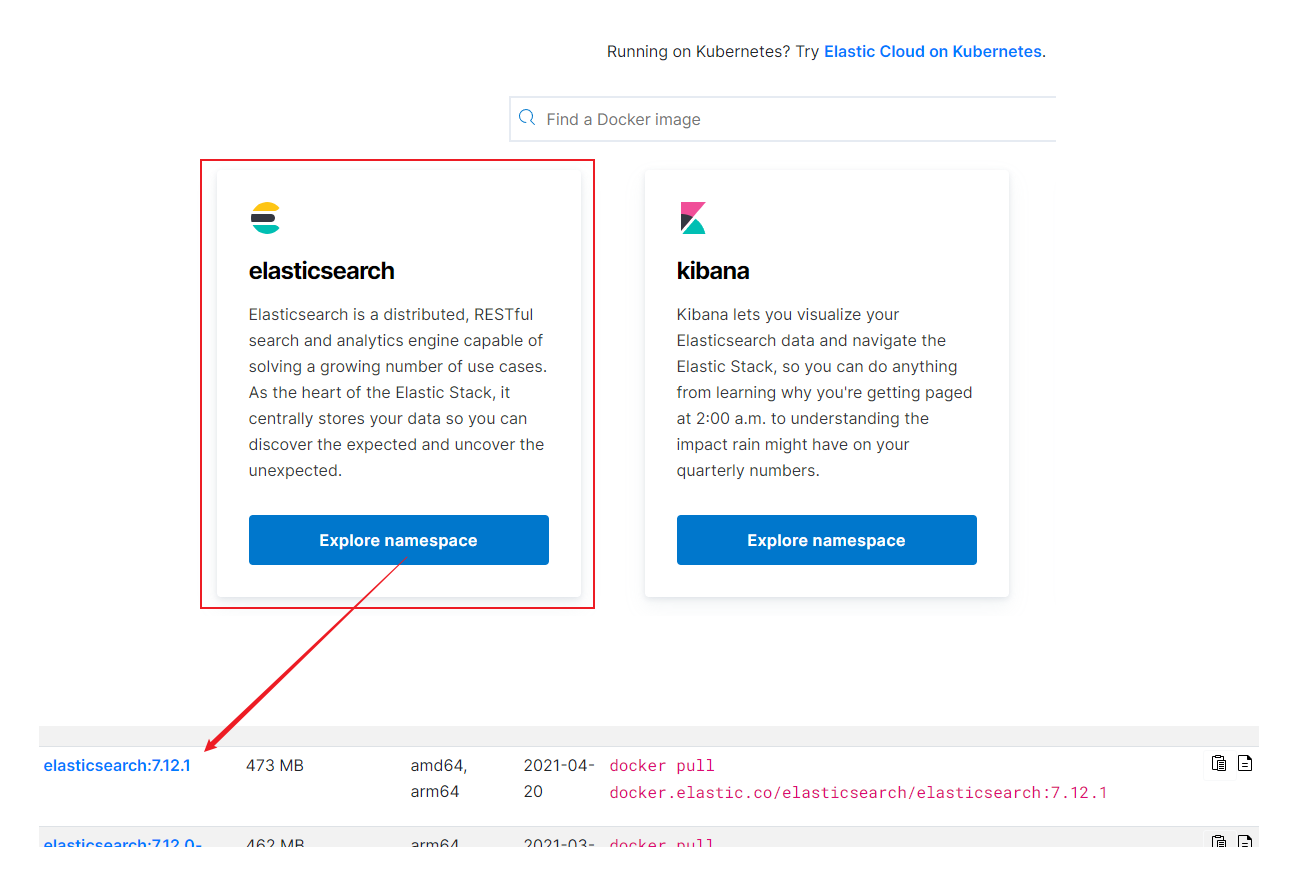 Running on Kubernetes? Try Elastic Cloud on Kubernetes.
Find a Docker image
elasticsearch
Elasticsearch is a distributed, RESTful
search and analytics engine capable of
solving a growing number of use cases.
As the heart of the Elastic Stack, it
centrally stores your data so you can
discover the expected and uncover the
unexpected.
Explore namespace
kibana
Kibana lets you visualize your
Elasticsearch data and navigate the
Elastic Stack, so you can do anything
from learning why you're getting paged
at 2:00 a.m. to understanding the
impact rain might have on your
quarterly numbers.
Explore namespace
elasticsearch:7.12.1 473 MB amd64, 2021-04- docker pull
arm64 20 docker.elastic.co/elasticsearch/elasticsearch:7.12.1
elasticsearch:7.12.0- 462 MB arm64 2021-03- docker pull